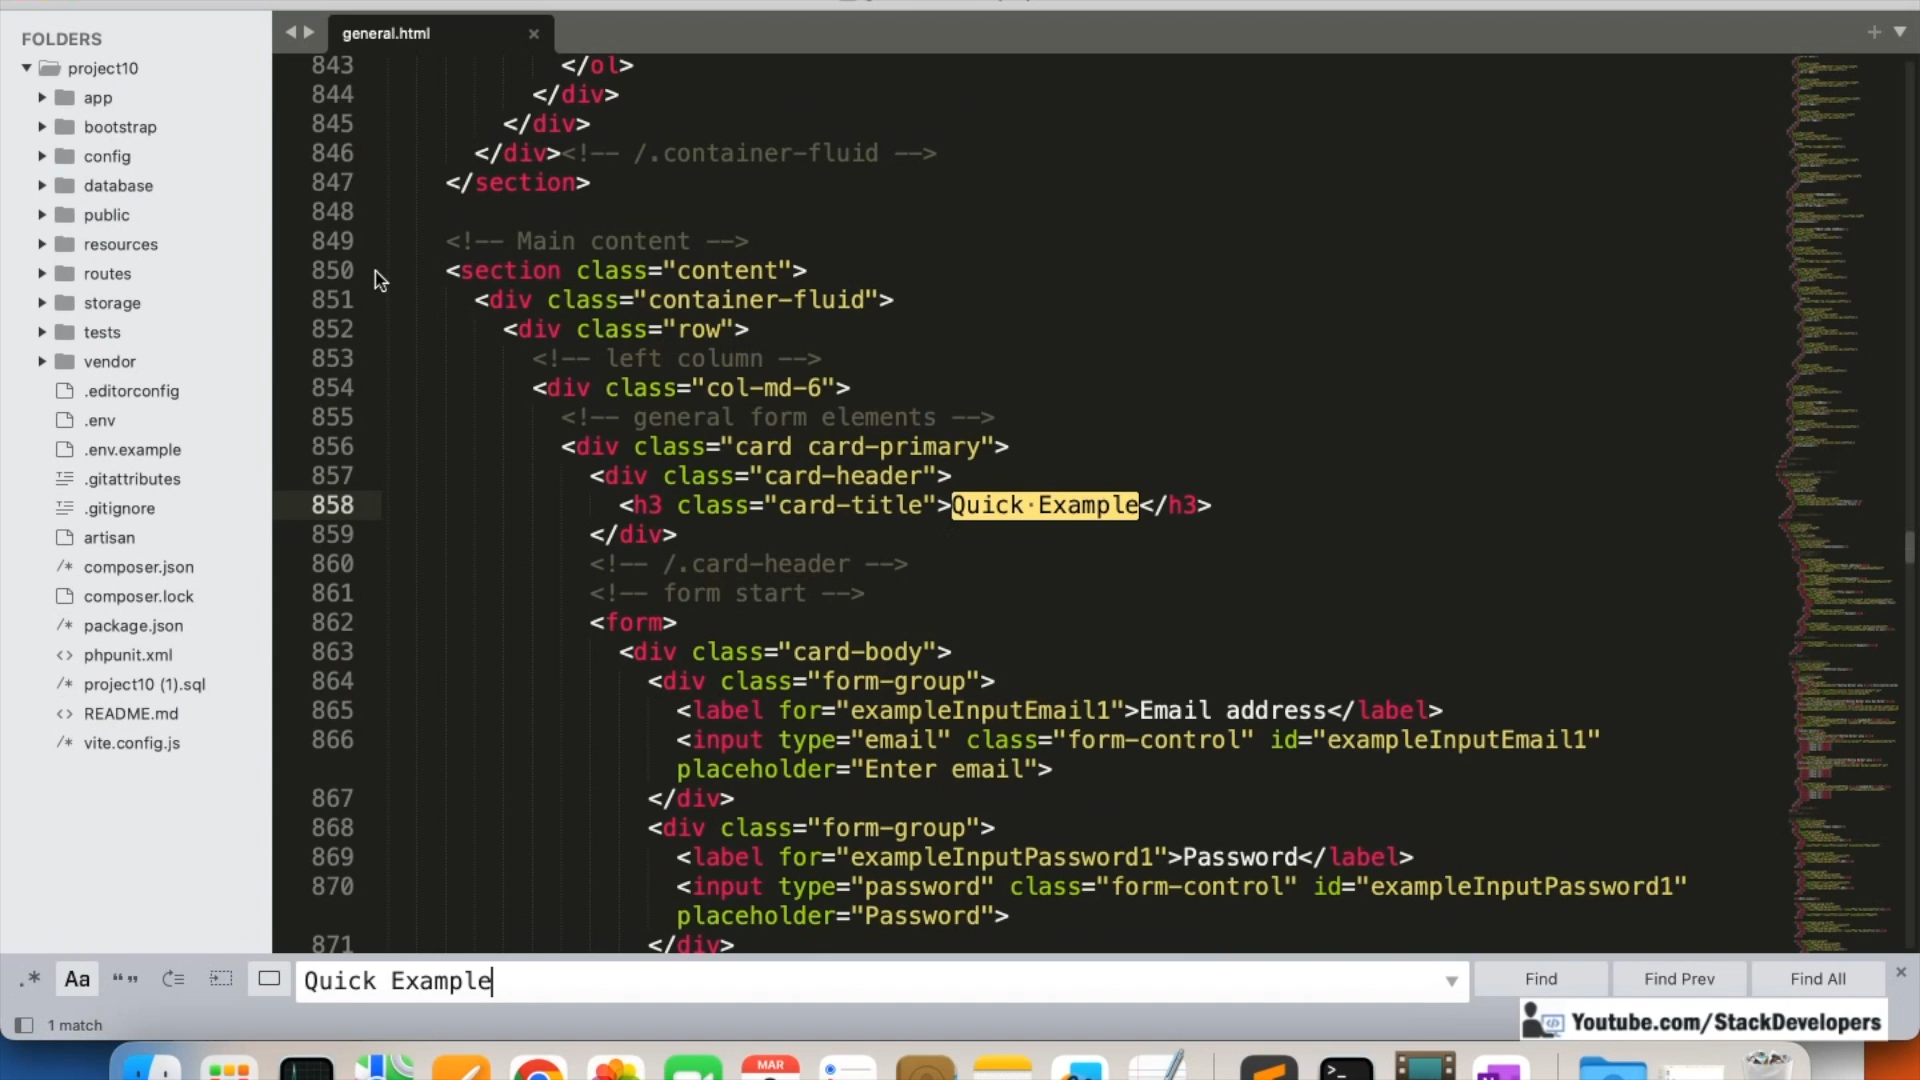 FOLDERS
project10
app
bootstrap
config
database
public
resources
routes
storage
tests
vendor
.editorconfig
.env
.env.example
.gitattributes
.gitignore
artisan
/* composer.json
composer.lock
/* package.json
<> phpunit.xml
/* project10 (1).sql
<> README.md
/* vite.config.js
general.html ×
843 </ol>
844 </div>
845 </div>
846 </div><!-- /.container-fluid -->
847 </section>
848
849 <!-- Main content -->
850 <section class="content">
851 <div class="container-fluid">
852 <div class="row">
853 <!-- left column -->
854 <div class="col-md-6">
855 <!-- general form elements -->
856 <div class="card card-primary">
857 <div class="card-header">
858 <h3 class="card-title">Quick·Example</h3>
859 </div>
860 <!-- /.card-header -->
861 <!-- form start -->
862 <form>
863 <div class="card-body">
864 <div class="form-group">
865 <label for="exampleInputEmail1">Email address</label>
866 <input type="email" class="form-control" id="exampleInputEmail1"
placeholder="Enter email">
867 </div>
868 <div class="form-group">
869 <label for="exampleInputPassword1">Password</label>
870 <input type="password" class="form-control" id="exampleInputPassword1"
placeholder="Password">
871 </div>
.* Aa “” Quick Example Find Find Prev Find All ×
1 match
Youtube.com/StackDevelopers
MAR